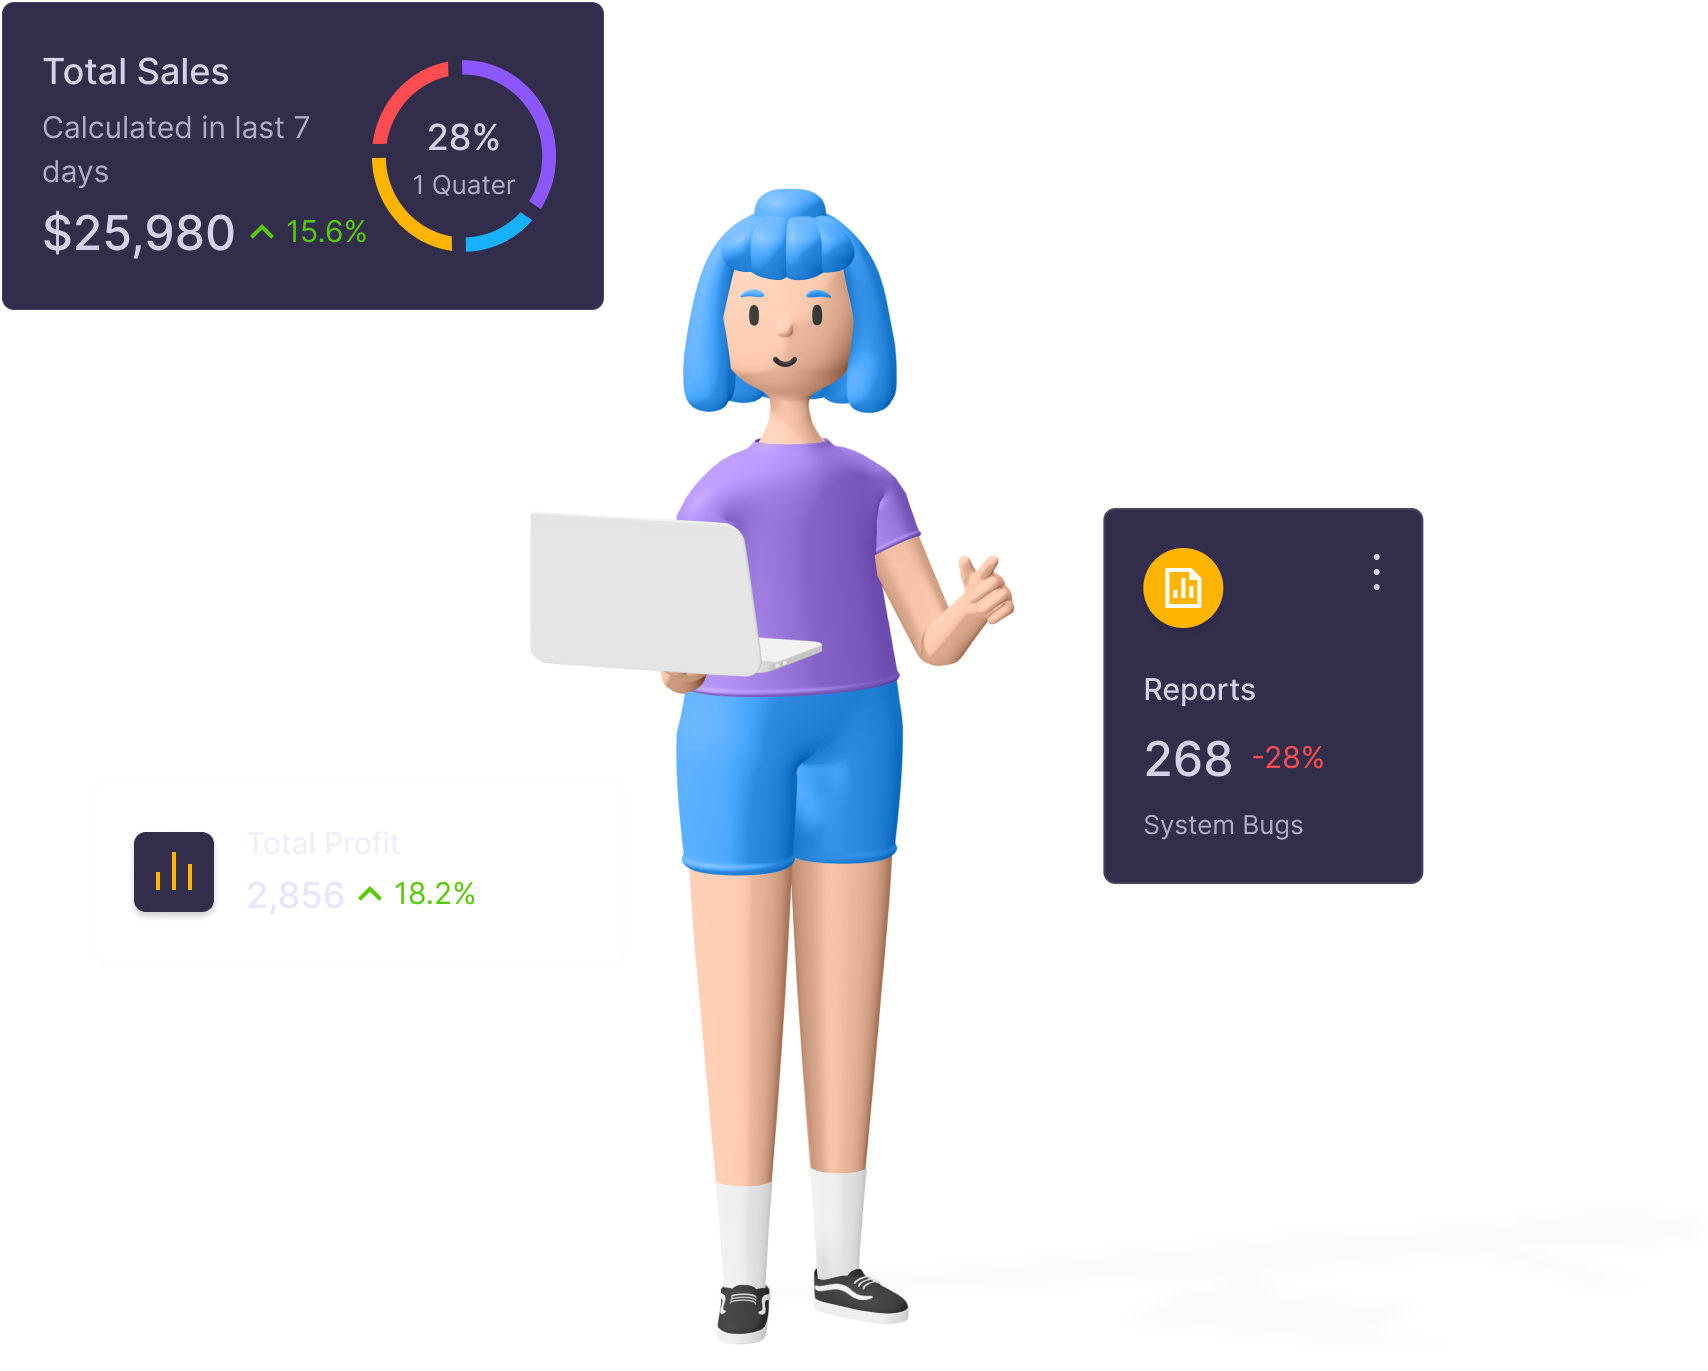 Total Sales
Calculated in last 7
days
$25,980 15.6%
28%
1 Quater
Reports
268 -28%
System Bugs
Total Profit
2,856 18.2%